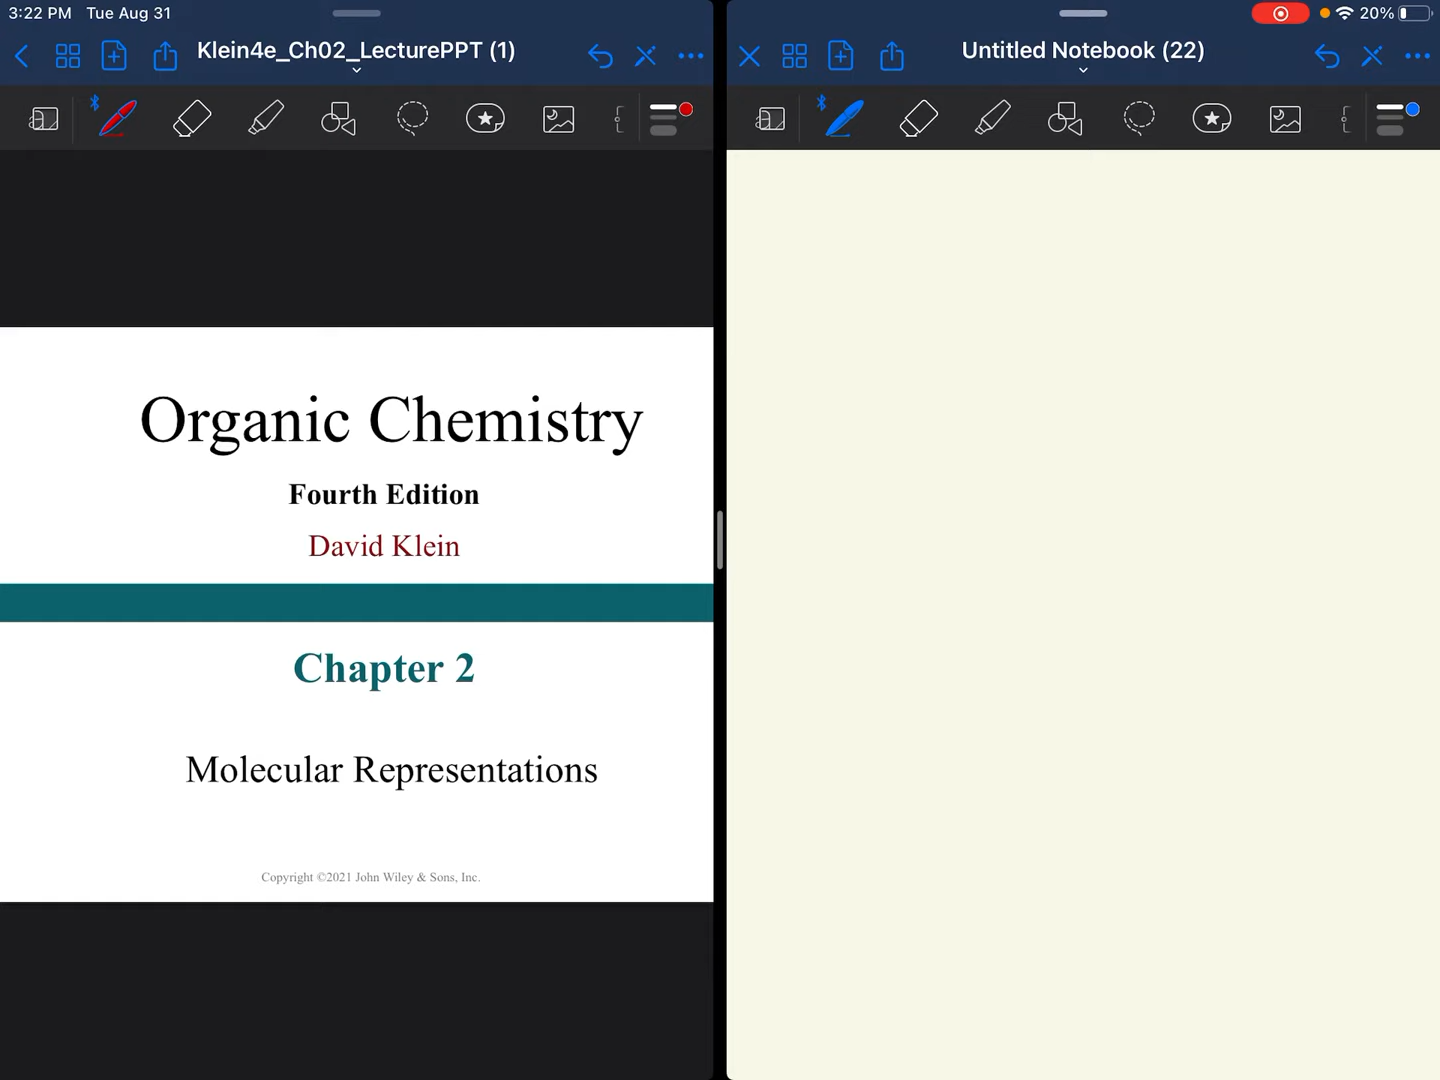 3:22 PM Tue Aug 31
20%
Klein4e_Ch02_LecturePPT (1)
Untitled Notebook (22)
Organic Chemistry
Fourth Edition
David Klein
Chapter 2
Molecular Representations
Copyright ©2021 John Wiley & Sons, Inc.